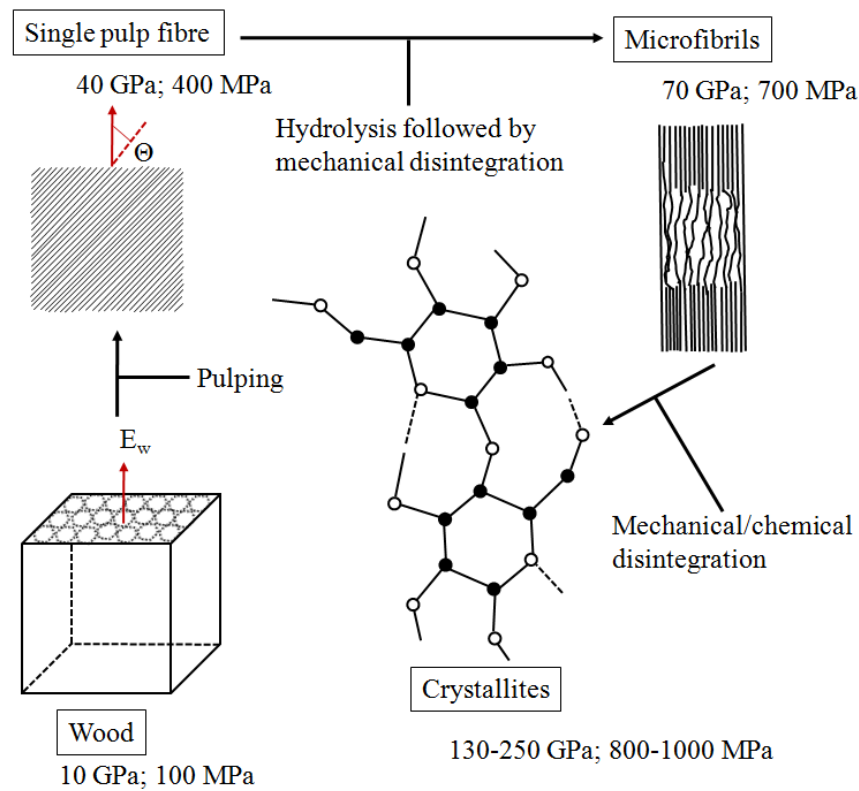 Single pulp fibre
Microfibrils
40 GPa; 400 MPa
70 GPa; 700 MPa
Θ
Hydrolysis followed by
mechanical disintegration
Pulping
E_w
Mechanical/chemical
disintegration
Crystallites
Wood
130-250 GPa; 800-1000 MPa
10 GPa; 100 MPa